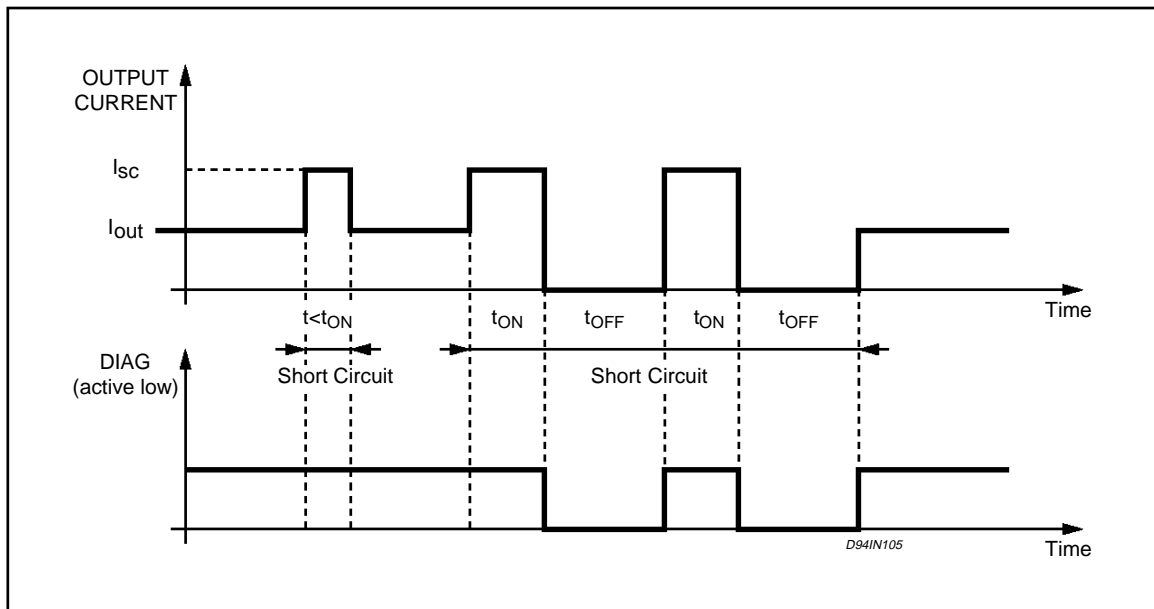 OUTPUT
CURRENT
Isc
Iout
Time
t<tON
tON
tOFF
tON
tOFF
DIAG
(active low)
Short Circuit
Short Circuit
D94IN105
Time